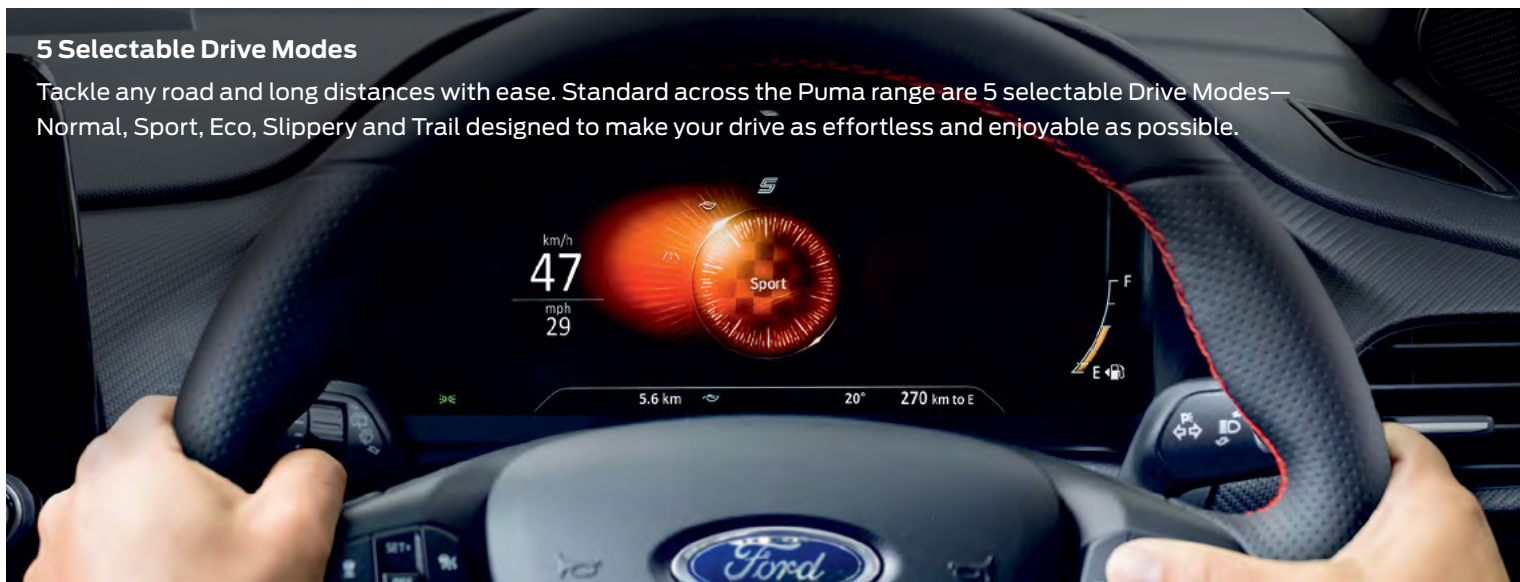 5 Selectable Drive Modes
Tackle any road and long distances with ease. Standard across the Puma range are 5 selectable Drive Modes—
Normal, Sport, Eco, Slippery and Trail designed to make your drive as effortless and enjoyable as possible.
km/h
47
mph
29
Sport
F
E
5.6 km
20°
270 km to E
SET+
Ford